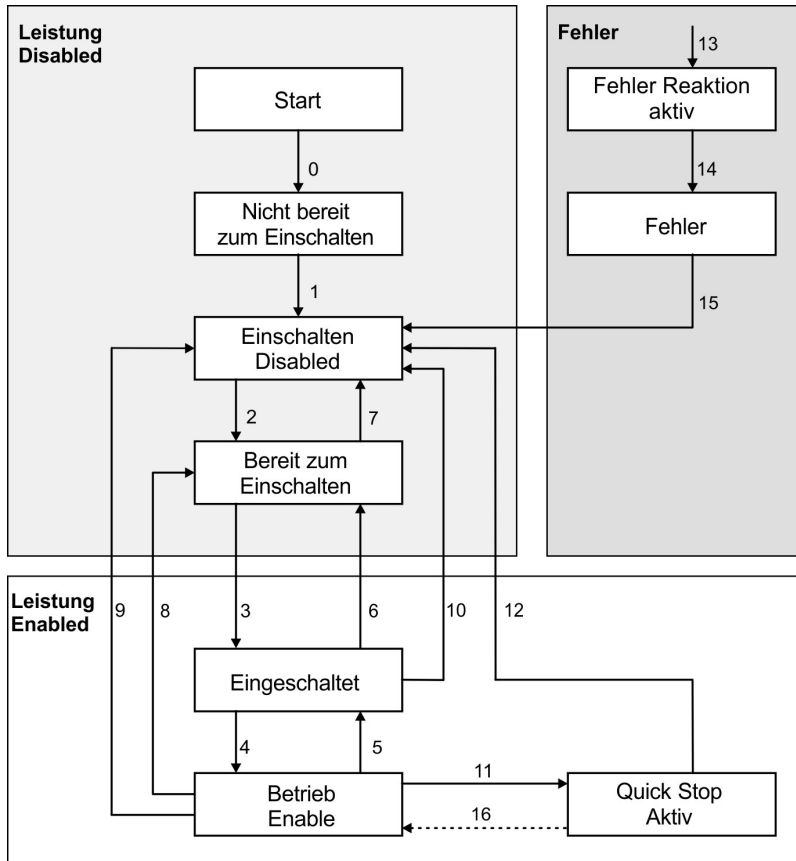 Leistung
Disabled
Start
0
Nicht bereit
zum Einschalten
1
Einschalten
Disabled
2
7
Bereit zum
Einschalten
Fehler
13
Fehler Reaktion
aktiv
14
Fehler
15
Leistung
Enabled
9
8
3
6
10
12
Eingeschaltet
4
5
Betrieb
Enable
11
16
Quick Stop
Aktiv